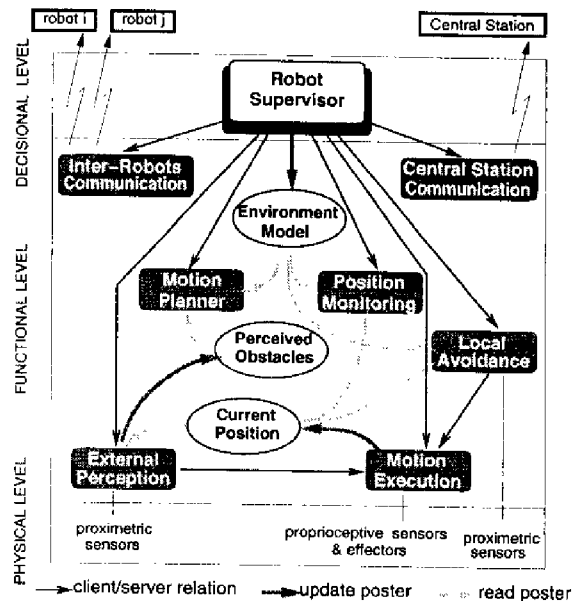 robot i
robot j
Central Station
DECISIONAL LEVEL
Robot
Supervisor
Inter-Robots
Communication
Central Station
Communication
Environment
Model
FUNCTIONAL LEVEL
Motion
Planner
Position
Monitoring
Perceived
Obstacles
Local
Avoidance
Current
Position
External
Perception
Motion
Execution
PHYSICAL LEVEL
proximetric
sensors
proprioceptive sensors
& effectors
proximetric
sensors
client/server relation
update poster
read poster